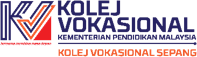 KOLEJ
VOKASIONAL
KEMENTERIAN PENDIDIKAN MALAYSIA
KOLEJ VOKASIONAL SEPANG